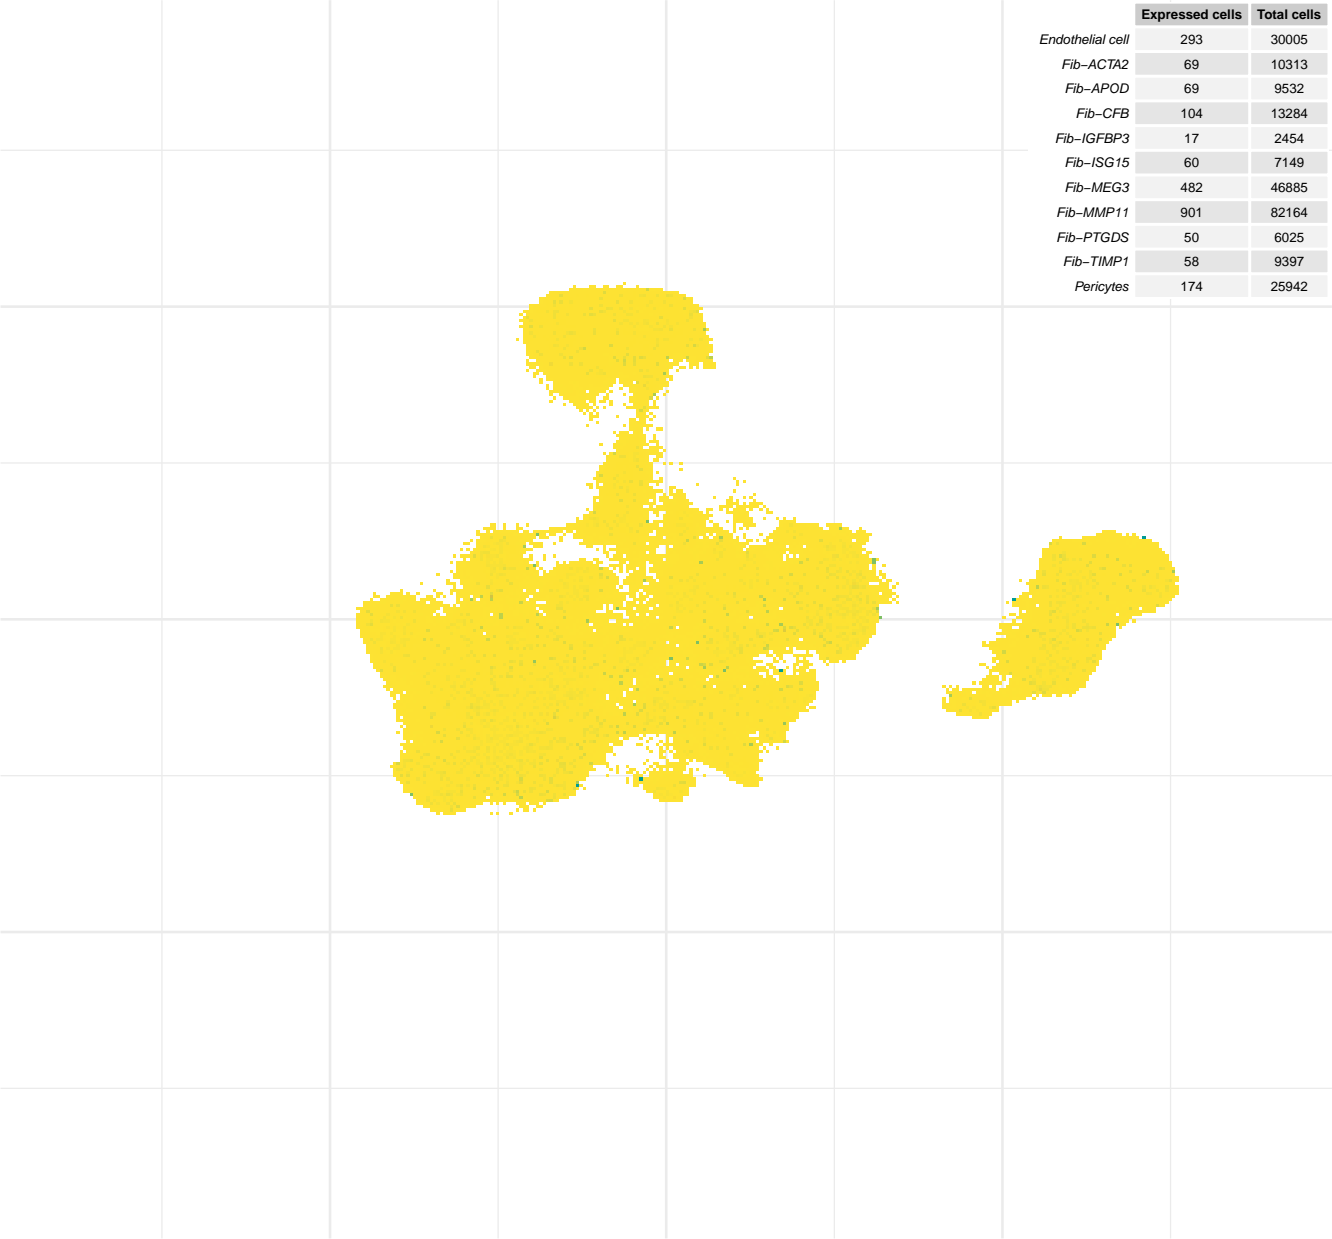 Expressed cells Total cells
Endothelial cell 293 30005
Fib−ACTA2 69 10313
Fib−APOD 69 9532
Fib−CFB 104 13284
Fib−IGFBP3 17 2454
Fib−ISG15 60 7149
Fib−MEG3 482 46885
Fib−MMP11 901 82164
Fib−PTGDS 50 6025
Fib−TIMP1 58 9397
Pericytes 174 25942